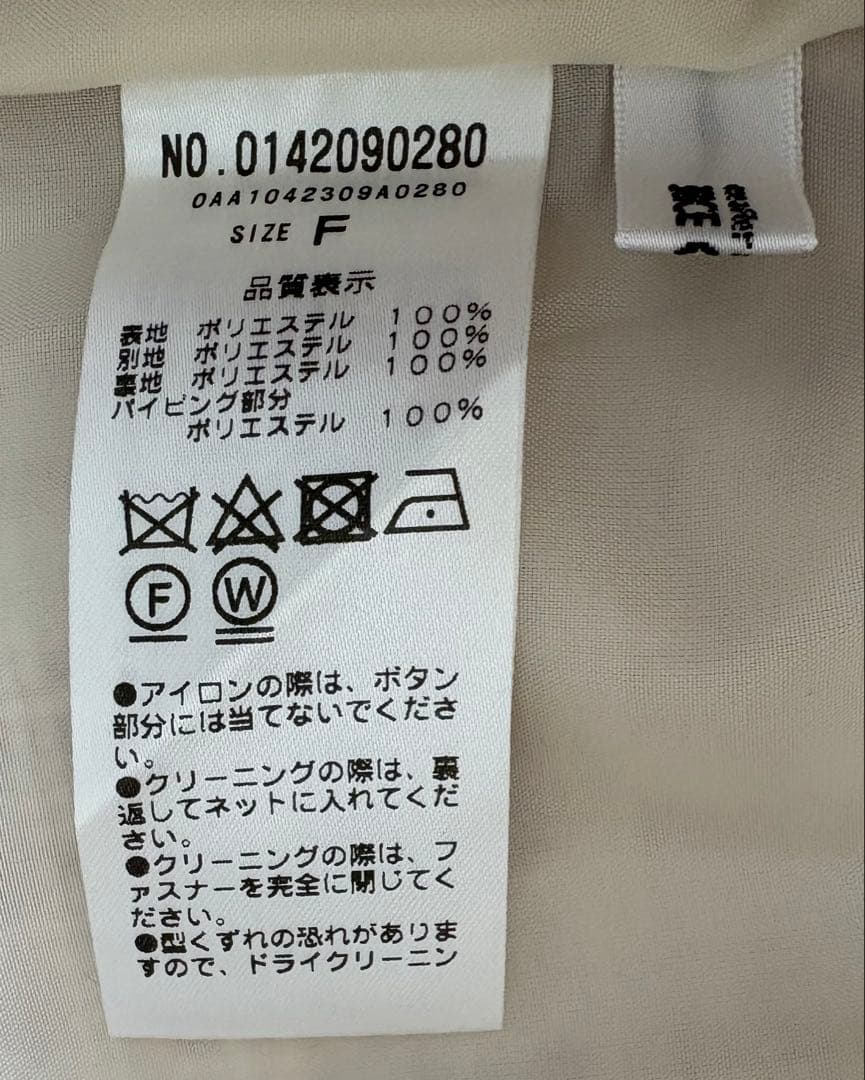 NO.0142090280
0AA1042309A0280
SIZE F
品質表示
表地 ポリエステル 100%
別地 ポリエステル 100%
裏地 ポリエステル 100%
パイピング部分
ポリエステル 100%
F
W
●アイロンの際は、ボタン
部分には当てないでくださ
い。
●クリーニングの際は、裏
返してネットに入れてくだ
さい。
●クリーニングの際は、フ
ァスナーを完全に閉じてく
ださい。
●型くずれの恐れがありま
すので、ドライクリーニン